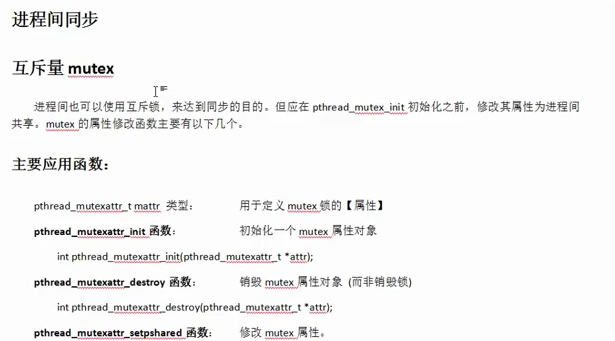 进程间同步
互斥量 mutex
进程间也可以使用互斥锁，来达到同步的目的。但应在 pthread_mutex_init 初始化之前，修改其属性为进程间
共享。mutex 的属性修改函数主要有以下几个。
主要应用函数：
pthread_mutexattr_t mattr 类型： 用于定义 mutex 锁的【属性】
pthread_mutexattr_init 函数： 初始化一个 mutex 属性对象
int pthread_mutexattr_init(pthread_mutexattr_t *attr);
pthread_mutexattr_destroy 函数： 销毁 mutex 属性对象 (而非销毁锁)
int pthread_mutexattr_destroy(pthread_mutexattr_t *attr);
pthread_mutexattr_setpshared 函数： 修改 mutex 属性。